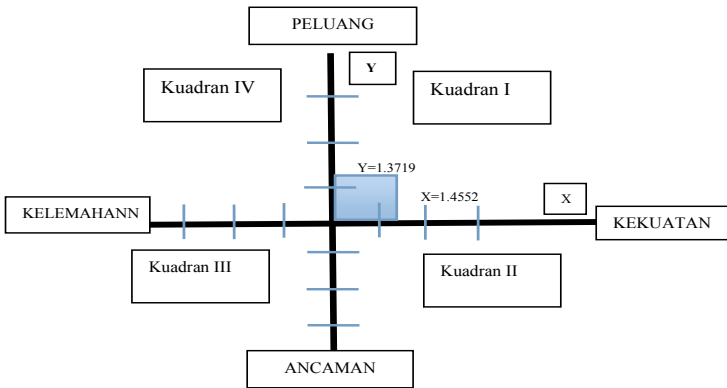 PELUANG
Y
Kuadran IV
Kuadran I
Y=1.3719
X=1.4552
X
KELEMAHANN
KEKUATAN
Kuadran III
Kuadran II
ANCAMAN